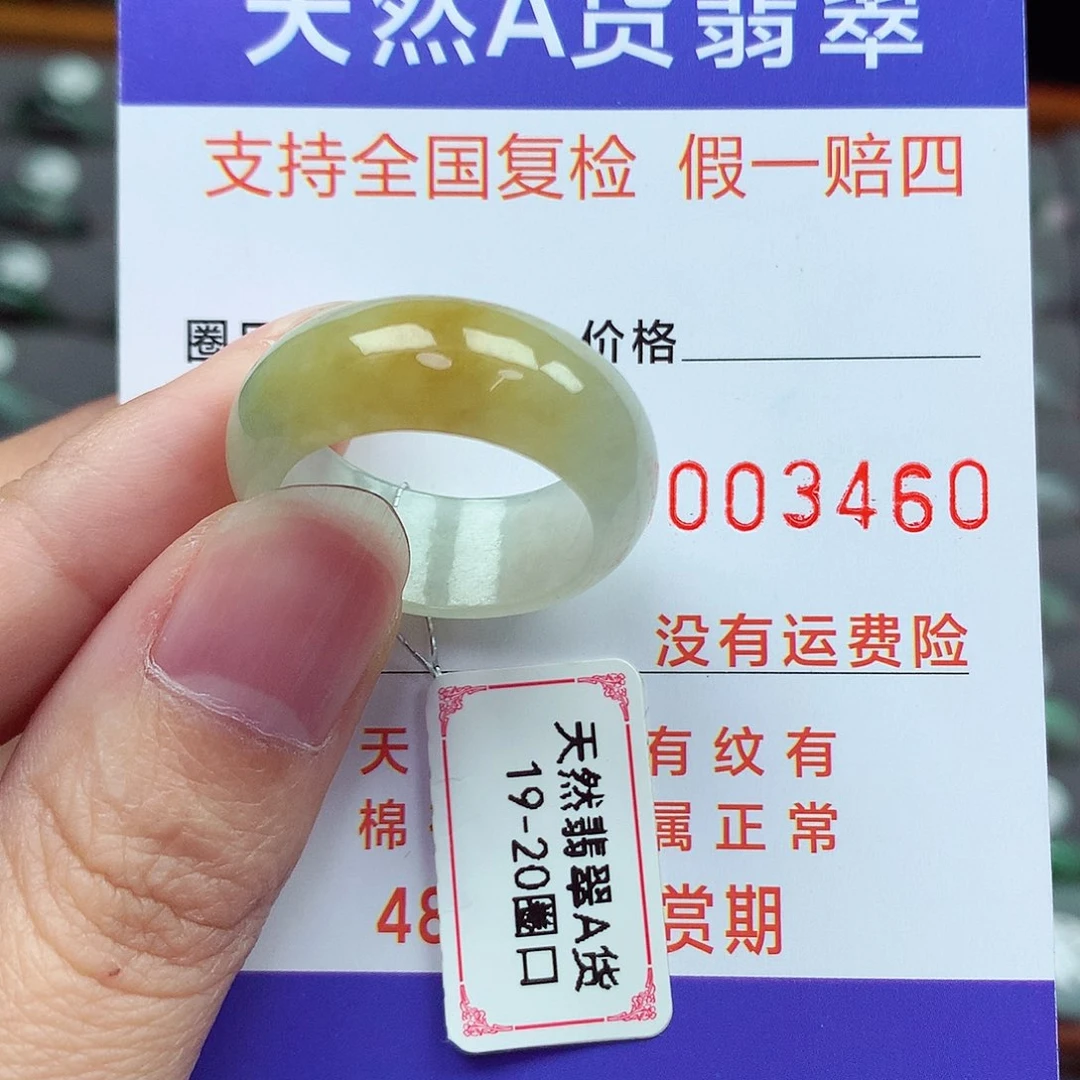 天然A货翡翠
支持全国复检 假一赔四
圈 价格
003460
没有运费险
天 有纹有
棉 属正常
48 赏期
天然翡翠A货
19-20圈口